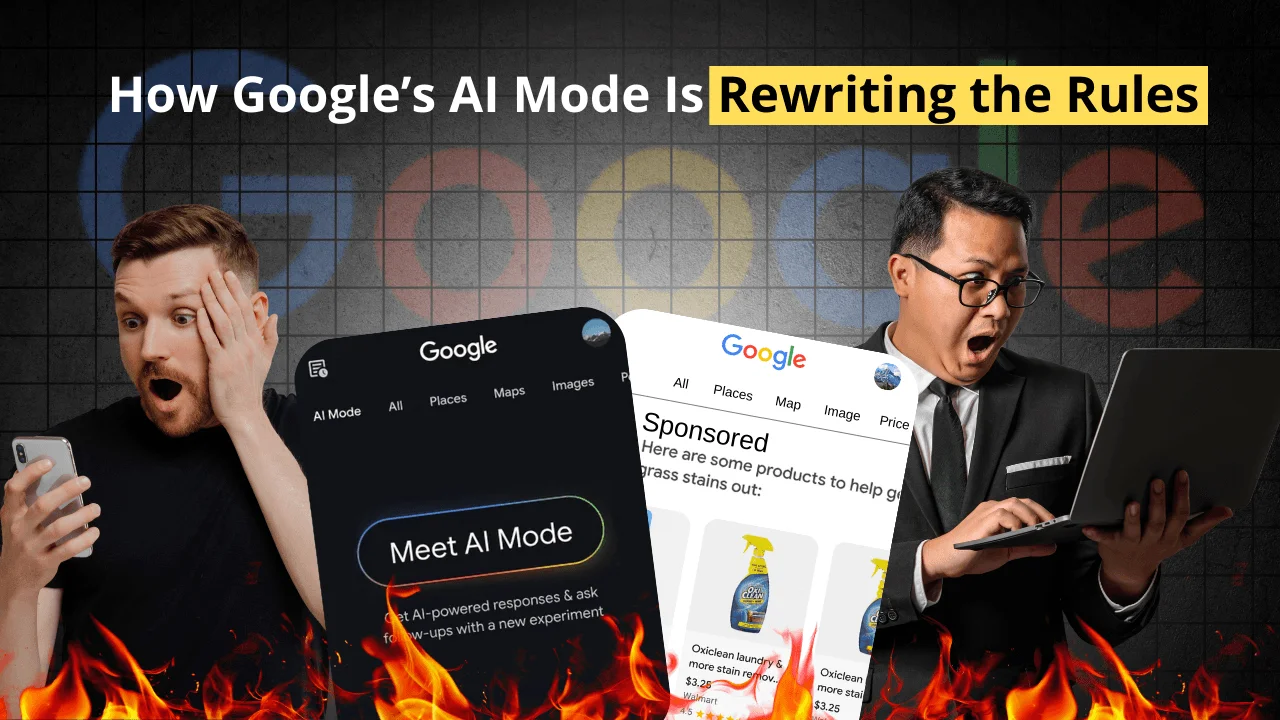 How Google's AI Mode Is Rewriting the Rules
Google
Google
AI Mode All Places Maps Images
Meet AI Mode
Get AI-powered responses & ask
follow-ups with a new experiment
Google
All Places Map Image Price
Sponsored
Here are some products to help ge
grass stains out:
OXI
CLEAN
Oxiclean laundry &
more stain remov...
$3.25
Walmart
4.5
Oxiclean
more stai
$3.25